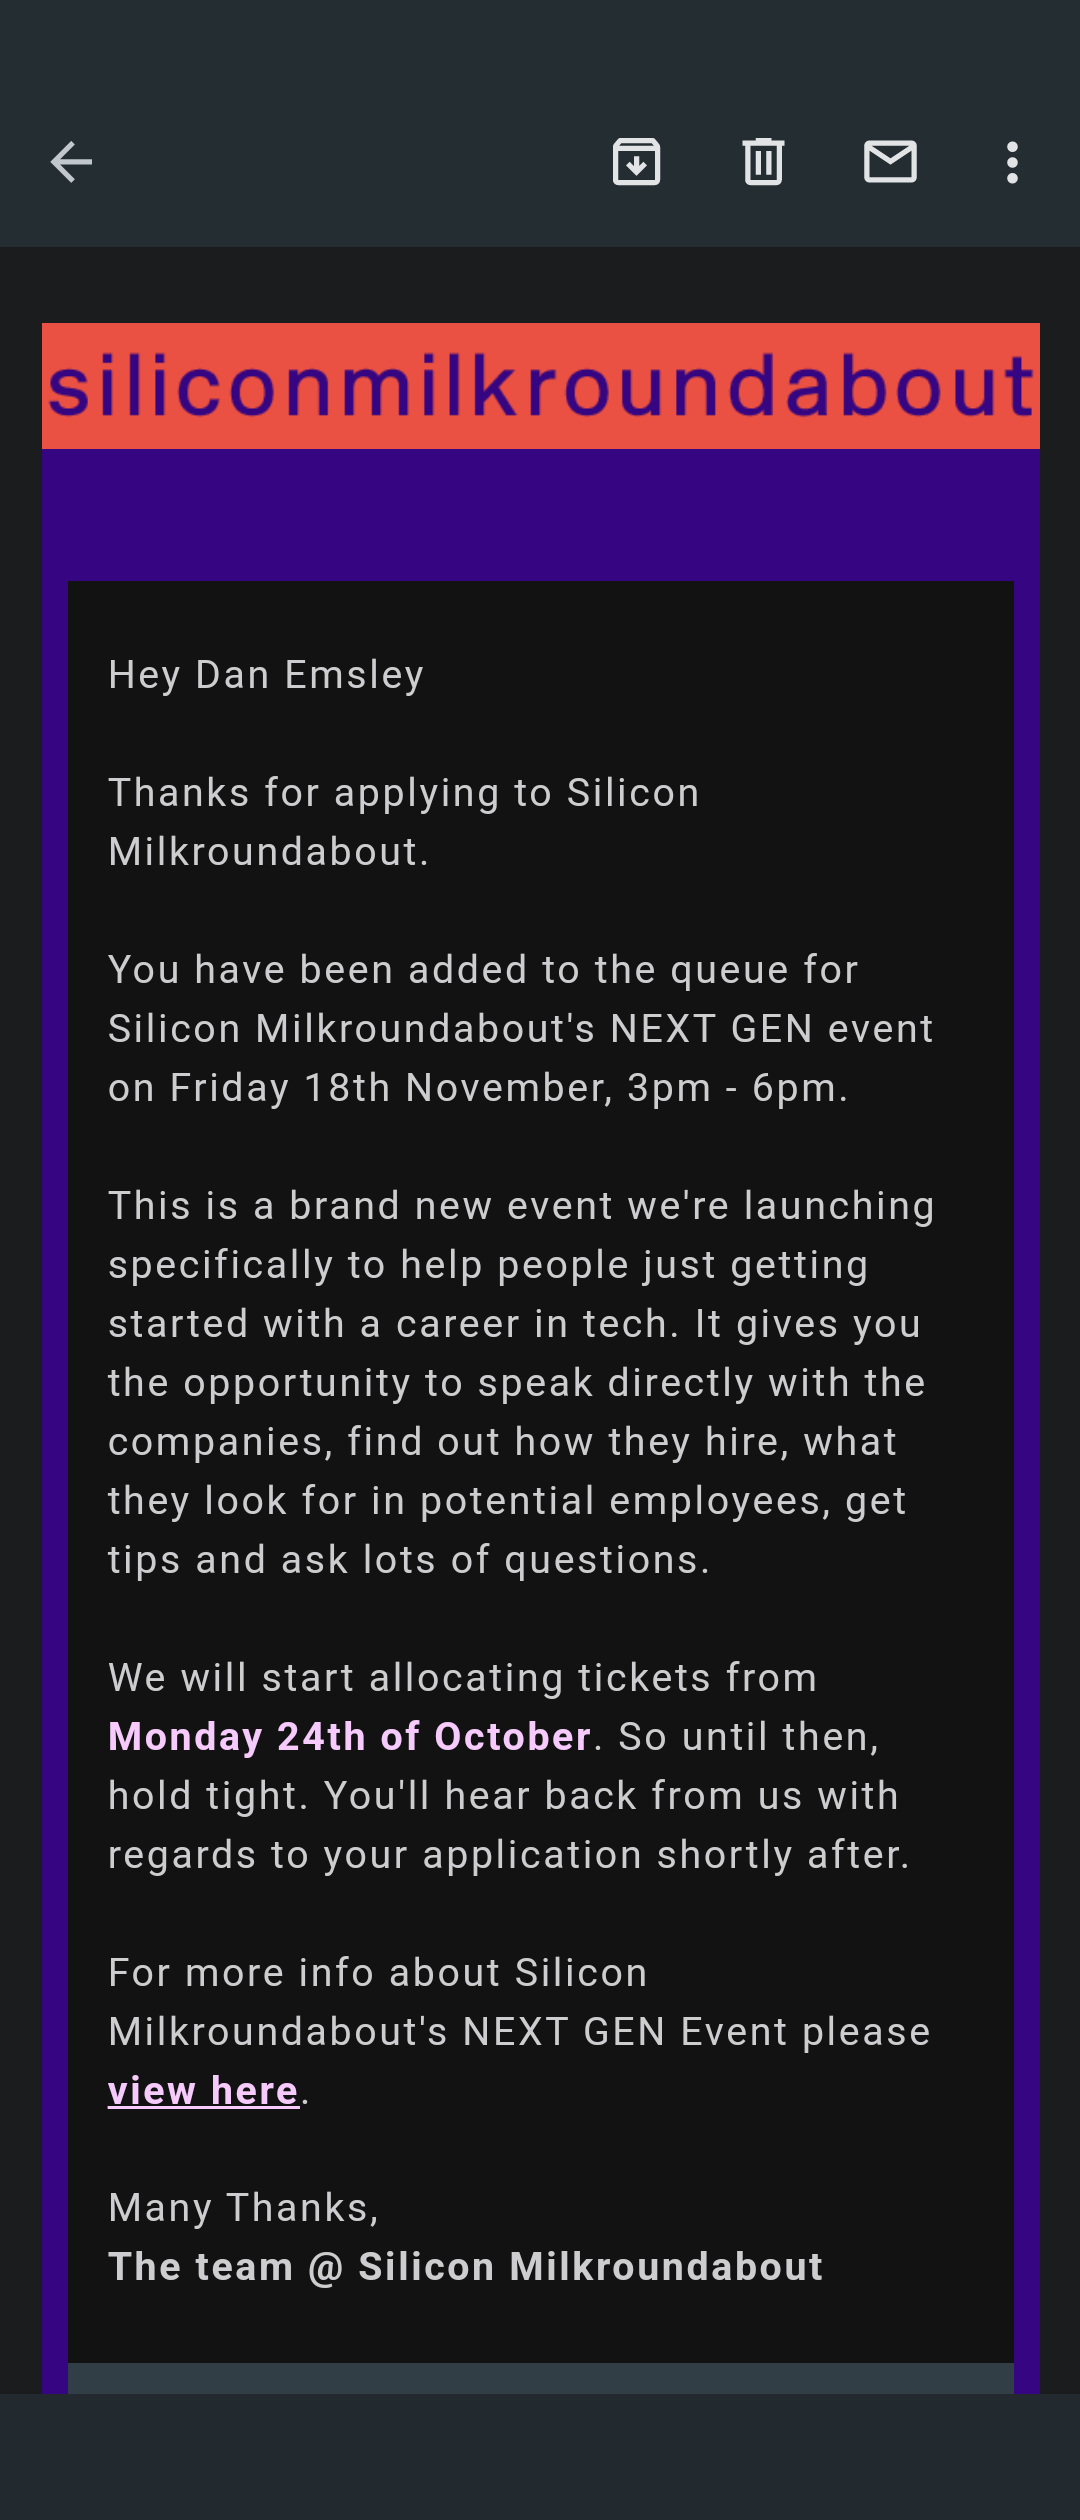 siliconmilkroundabout
Hey Dan Emsley
Thanks for applying to Silicon
Milkroundabout.
You have been added to the queue for
Silicon Milkroundabout's NEXT GEN event
on Friday 18th November, 3pm - 6pm.
This is a brand new event we're launching
specifically to help people just getting
started with a career in tech. It gives you
the opportunity to speak directly with the
companies, find out how they hire, what
they look for in potential employees, get
tips and ask lots of questions.
We will start allocating tickets from
Monday 24th of October. So until then,
hold tight. You'll hear back from us with
regards to your application shortly after.
For more info about Silicon
Milkroundabout's NEXT GEN Event please
view here.
Many Thanks,
The team @ Silicon Milkroundabout